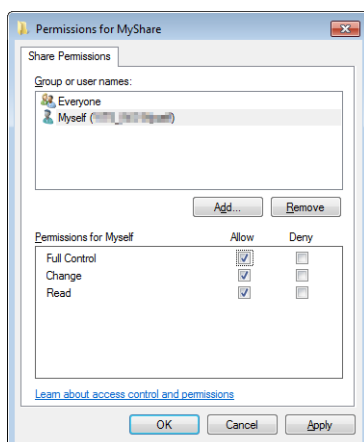 Permissions for MyShare
Share Permissions
Group or user names:
Everyone
Myself (
Add... Remove
Permissions for Myself Allow Deny
Full Control
Change
Read
Learn about access control and permissions
OK Cancel Apply